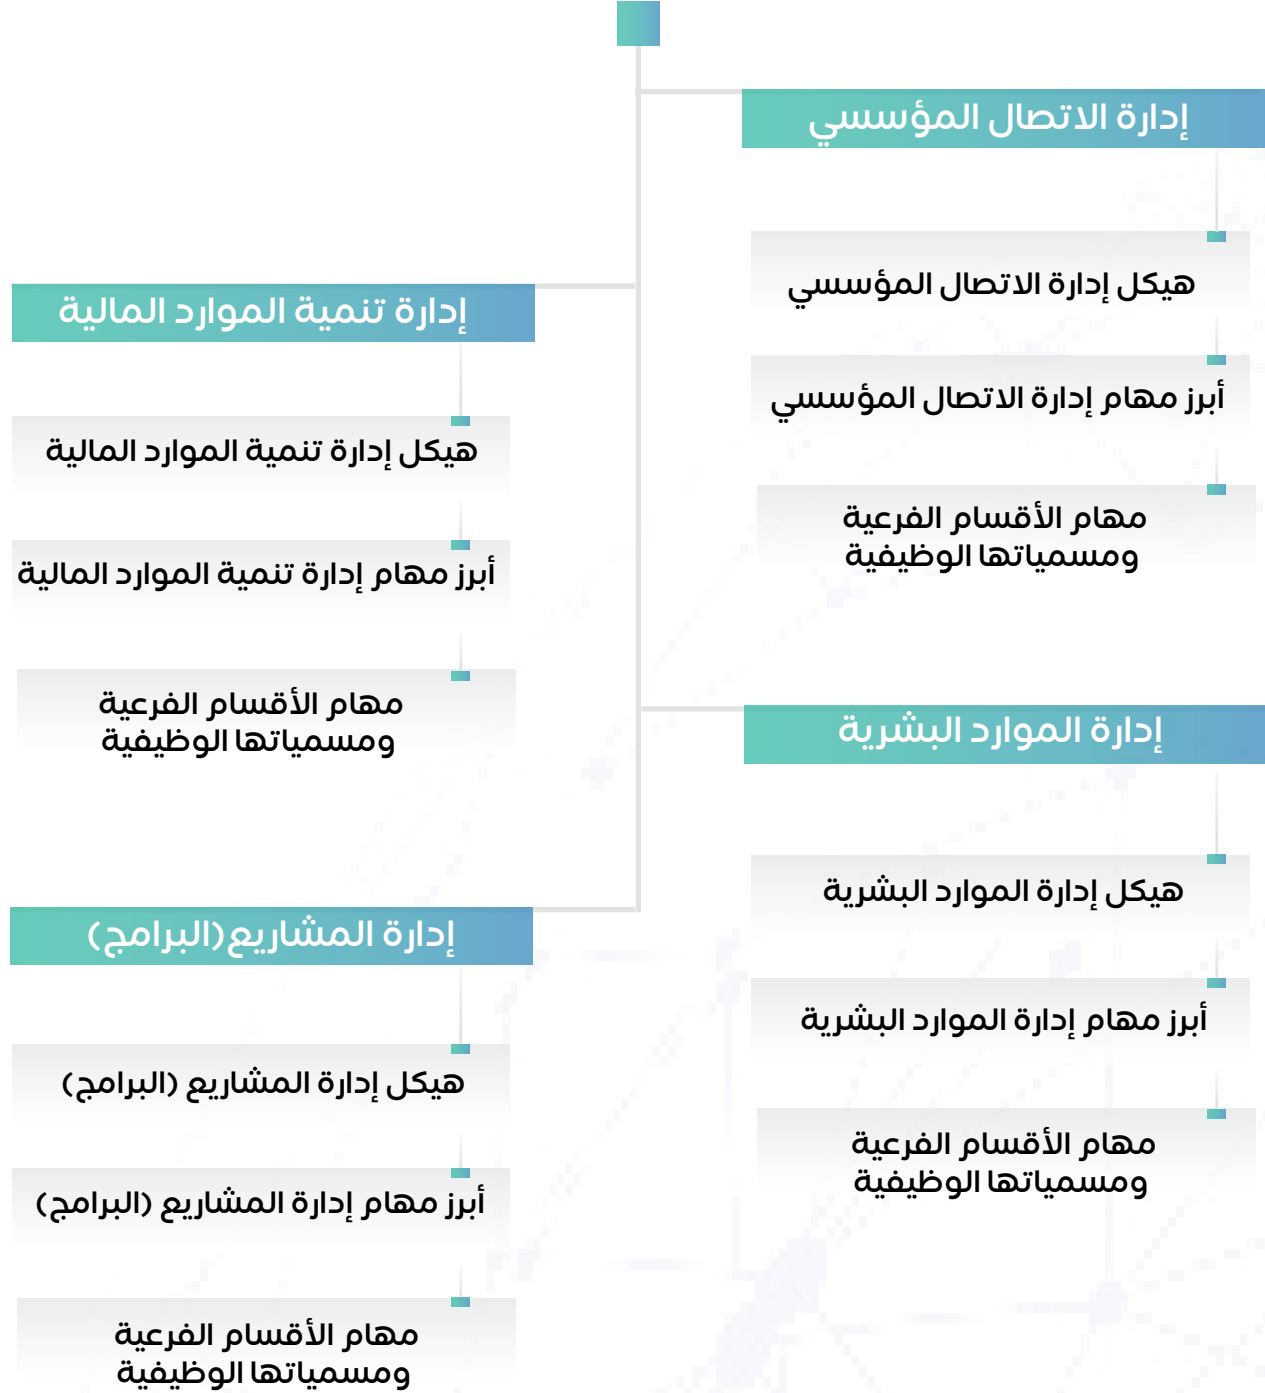 إدارة الاتصال المؤسسي
هيكل إدارة الاتصال المؤسسي
أبرز مهام إدارة الاتصال المؤسسي
مهام الأقسام الفرعية
ومسمياتها الوظيفية
إدارة تنمية الموارد المالية
هيكل إدارة تنمية الموارد المالية
أبرز مهام إدارة تنمية الموارد المالية
مهام الأقسام الفرعية
ومسمياتها الوظيفية
إدارة الموارد البشرية
هيكل إدارة الموارد البشرية
أبرز مهام إدارة الموارد البشرية
مهام الأقسام الفرعية
ومسمياتها الوظيفية
إدارة المشاريع(البرامج)
هيكل إدارة المشاريع (البرامج)
أبرز مهام إدارة المشاريع (البرامج)
مهام الأقسام الفرعية
ومسمياتها الوظيفية